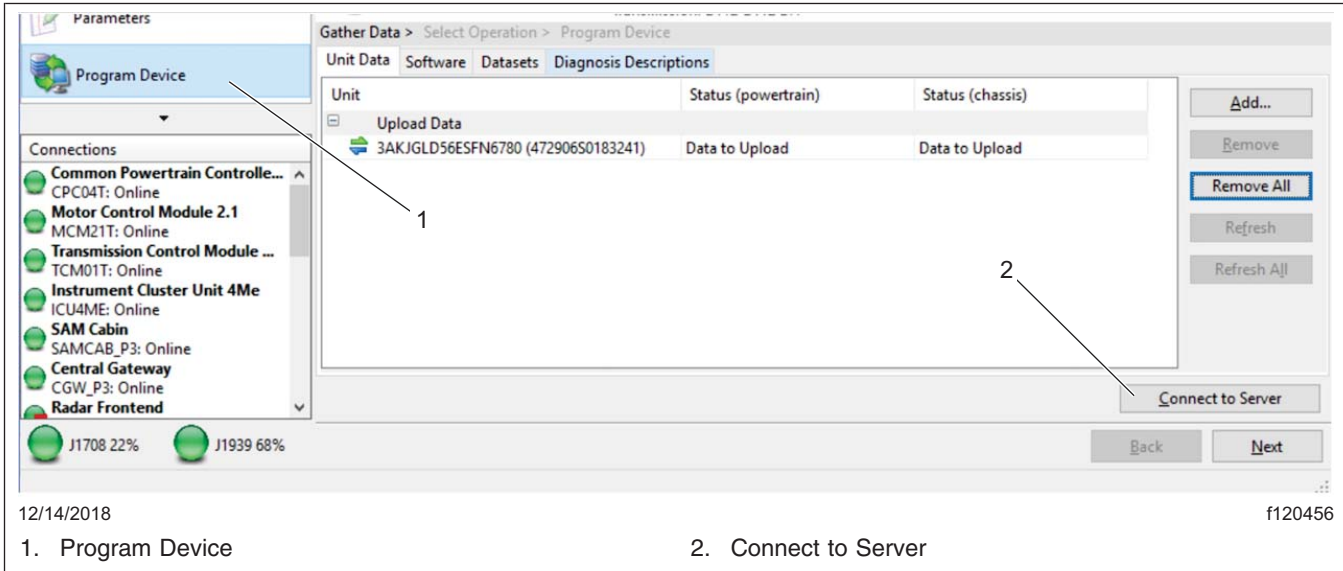 Parameters
Program Device
Connections
Common Powertrain Controlle...
CPC04T: Online
Motor Control Module 2.1
MCM21T: Online
Transmission Control Module ...
TCM01T: Online
Instrument Cluster Unit 4Me
ICU4ME: Online
SAM Cabin
SAMCAB_P3: Online
Central Gateway
CGW_P3: Online
Radar Frontend
J1708 22% J1939 68%
Gather Data > Select Operation > Program Device
Unit Data Software Datasets Diagnosis Descriptions
Unit Status (powertrain) Status (chassis)
Upload Data
3AKJGLD56ESFN6780 (472906S0183241) Data to Upload Data to Upload
Add...
Remove
Remove All
Refresh
Refresh All
1
2
Connect to Server
Back Next
12/14/2018 f120456
1. Program Device 2. Connect to Server